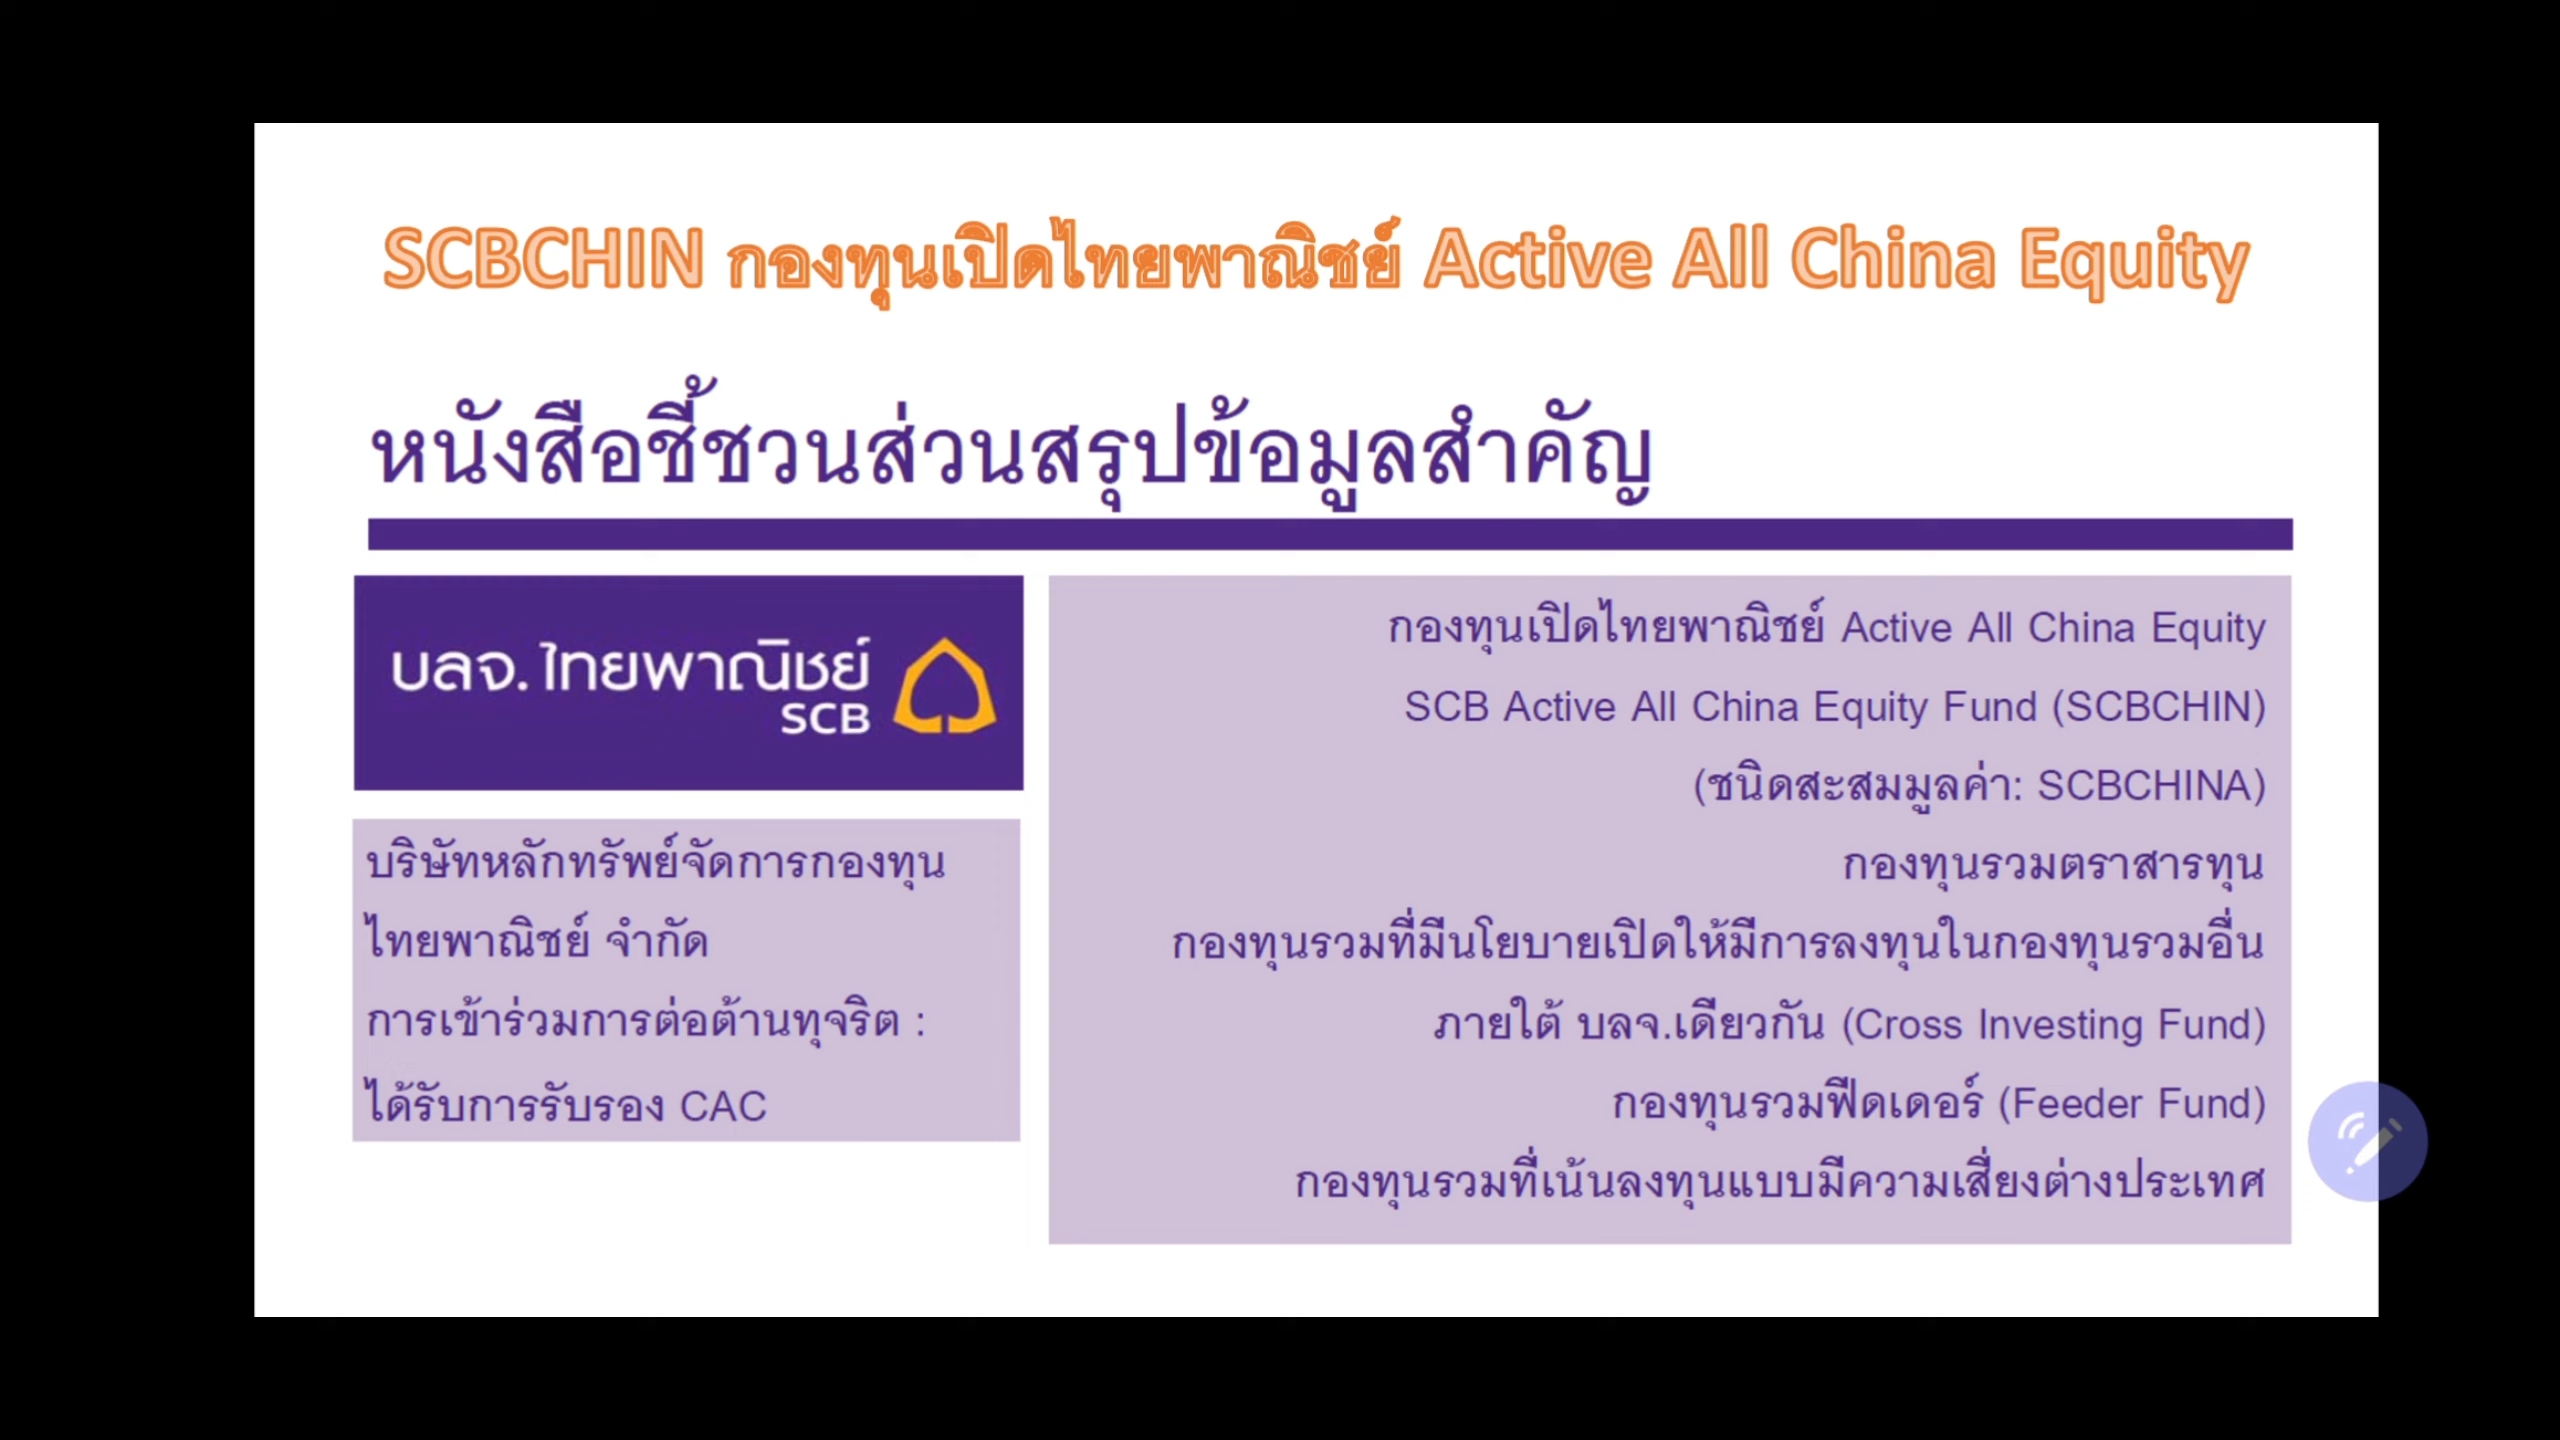 SCBCHIN กองทุนเปิดไทยพาณิชย์ Active All China Equity
หนังสือชี้ชวนส่วนสรุปข้อมูลสำคัญ
บลจ. ไทยพาณิชย์
SCB
บริษัทหลักทรัพย์จัดการกองทุน
ไทยพาณิชย์ จำกัด
การเข้าร่วมการต่อต้านทุจริต :
ได้รับการรับรอง CAC
กองทุนเปิดไทยพาณิชย์ Active All China Equity
SCB Active All China Equity Fund (SCBCHIN)
(ชนิดสะสมมูลค่า: SCBCHINA)
กองทุนรวมตราสารทุน
กองทุนรวมที่มีนโยบายเปิดให้มีการลงทุนในกองทุนรวมอื่น
ภายใต้ บลจ.เดียวกัน (Cross Investing Fund)
กองทุนรวมฟีดเดอร์ (Feeder Fund)
กองทุนรวมที่เน้นลงทุนแบบมีความเสี่ยงต่างประเทศ